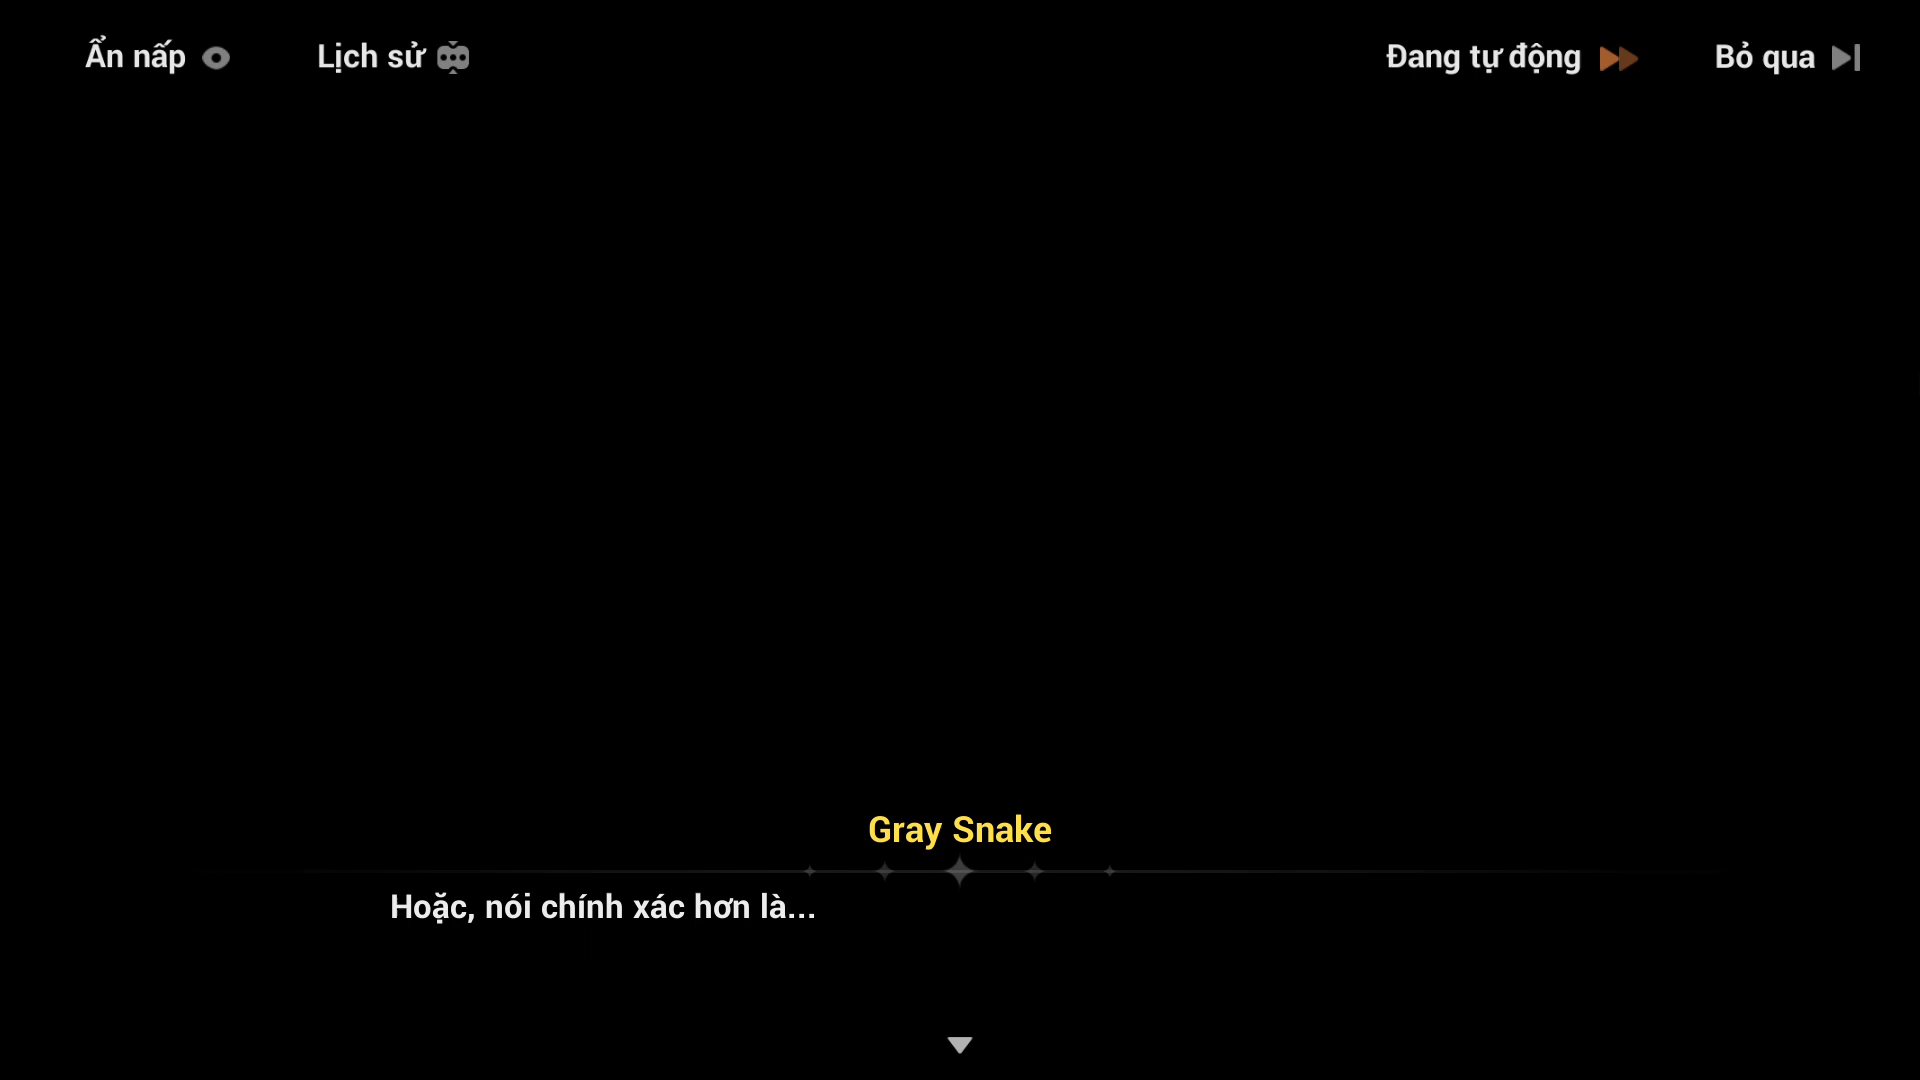 Ẩn nấp
Lịch sử
Đang tự động
Bỏ qua
Gray Snake
Hoặc, nói chính xác hơn là...